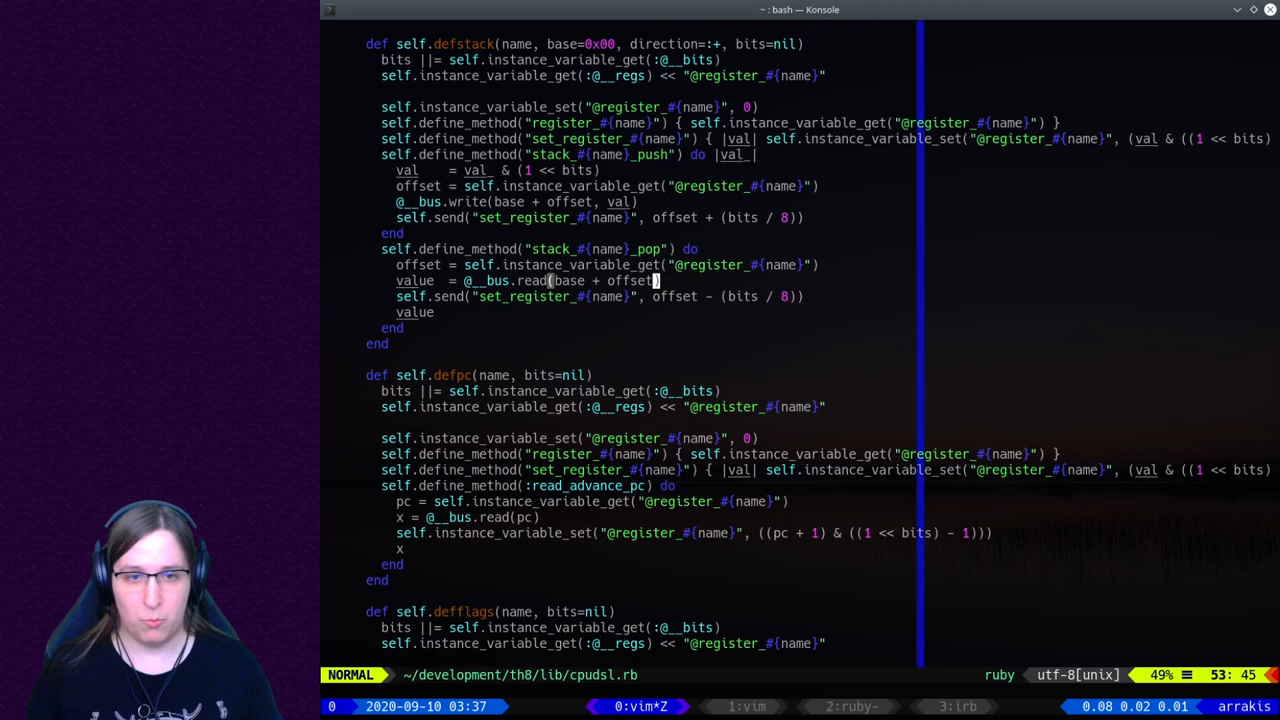 ~ : bash — Konsole
def self.defstack(name, base=0x00, direction=:+, bits=nil)
bits ||= self.instance_variable_get(:@__bits)
self.instance_variable_get(:@__regs) << "@register_#{name}"
self.instance_variable_set("@register_#{name}", 0)
self.define_method("register_#{name}") { self.instance_variable_get("@register_#{name}") }
self.define_method("set_register_#{name}") { |val| self.instance_variable_set("@register_#{name}", (val & ((1 << bits)
self.define_method("stack_#{name}_push") do |val_|
val    = val_ & (1 << bits)
offset = self.instance_variable_get("@register_#{name}")
@__bus.write(base + offset, val)
self.send("set_register_#{name}", offset + (bits / 8))
end
self.define_method("stack_#{name}_pop") do
offset = self.instance_variable_get("@register_#{name}")
value  = @__bus.read(base + offset)
self.send("set_register_#{name}", offset - (bits / 8))
value
end
end
def self.defpc(name, bits=nil)
bits ||= self.instance_variable_get(:@__bits)
self.instance_variable_get(:@__regs) << "@register_#{name}"
self.instance_variable_set("@register_#{name}", 0)
self.define_method("register_#{name}") { self.instance_variable_get("@register_#{name}") }
self.define_method("set_register_#{name}") { |val| self.instance_variable_set("@register_#{name}", (val & ((1 << bits)
self.define_method(:read_advance_pc) do
pc = self.instance_variable_get("@register_#{name}")
x = @__bus.read(pc)
self.instance_variable_set("@register_#{name}", ((pc + 1) & ((1 << bits) - 1)))
x
end
end
def self.defflags(name, bits=nil)
bits ||= self.instance_variable_get(:@__bits)
self.instance_variable_get(:@__regs) << "@register_#{name}"
NORMAL ~/development/th8/lib/cpudsl.rb ruby utf-8[unix] 49% ≡ 53: 45
0 2020-09-10 03:37 0:vim*Z 1:vim 2:ruby- 3:irb 0.08 0.02 0.01 arrakis